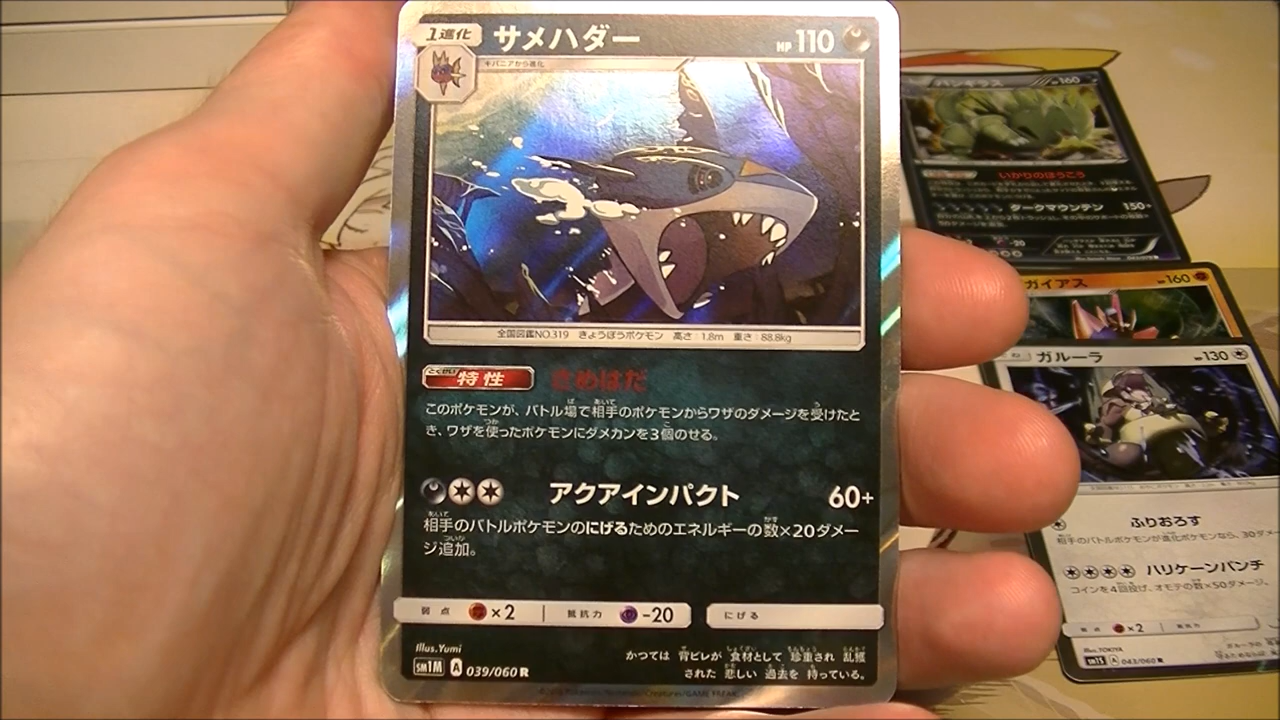 1進化 サメハダー HP 110
キバニアから進化
全国図鑑NO.319 きょうぼうポケモン 高さ:1.8m 重さ:88.8kg
特性 さめはだ
このポケモンが、バトル場で相手のポケモンからワザのダメージを受けたと
き、ワザを使ったポケモンにダメカンを3個のせる。
アクアインパクト 60+
相手のバトルポケモンのにげるためのエネルギーの数×20ダメー
ジ追加。
弱点 ×2 抵抗力 -20 にげる
Illus.Yumi
SM1M A 039/060 R
かつては 背ビレが 食材として 珍重され 乱獲
された 悲しい 過去を 持っている。
バンギラス HP 160
いかりのほうこう
ダークマウンテン 150+
-20
ガイアス HP 160
ガルーラ HP 130
ふりおろす
相手のバトルポケモンが進化ポケモンなら、30ダメ
ハリケーンパンチ
コインを4回投げ、オモテの数×50ダメージ。
弱点 ×2 抵抗力
Illus.TOKIYA
SM1S A 043/060 R